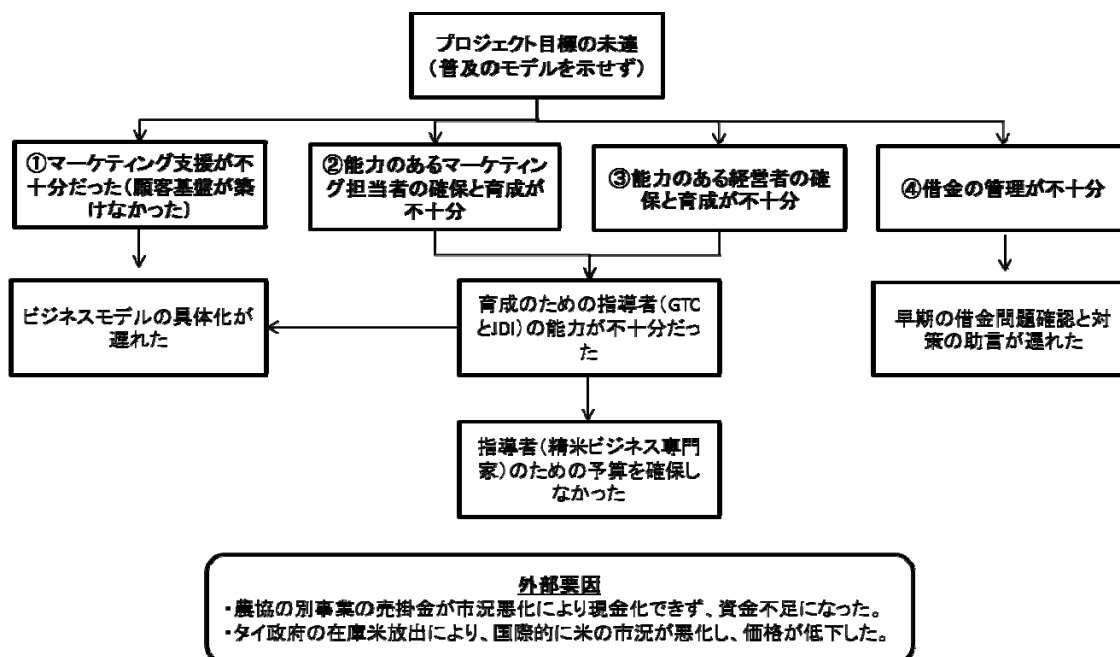 プロジェクト目標の未達
（普及のモデルを示せず）
①マーケティング支援が不
十分だった（顧客基盤が築
けなかった）
②能力のあるマーケティ
ング担当者の確保と育成が
不十分
③能力のある経営者の確
保と育成が不十分
④借金の管理が不十分
ビジネスモデルの具体化が
遅れた
育成のための指導者（GTC
とJDI）の能力が不十分だっ
た
早期の借金問題確認と対
策の助言が遅れた
指導者（精米ビジネス専門
家）のための予算を確保し
なかった
外部要因
・農協の別事業の売掛金が市況悪化により現金化できず、資金不足になった。
・タイ政府の在庫米放出により、国際的に米の市況が悪化し、価格が低下した。